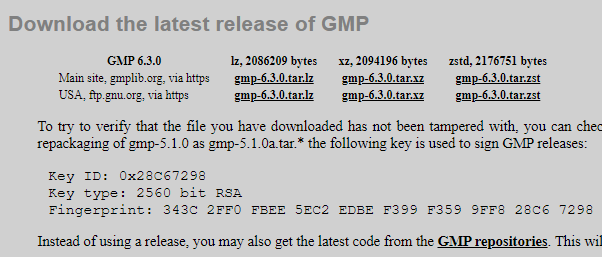 Download the latest release of GMP
GMP 6.3.0 lz, 2086209 bytes xz, 2094196 bytes zstd, 2176751 bytes
Main site, gmplib.org, via https gmp-6.3.0.tar.lz gmp-6.3.0.tar.xz gmp-6.3.0.tar.zst
USA, ftp.gnu.org, via https gmp-6.3.0.tar.lz gmp-6.3.0.tar.xz gmp-6.3.0.tar.zst
To try to verify that the file you have downloaded has not been tampered with, you can chec
repackaging of gmp-5.1.0 as gmp-5.1.0a.tar.* the following key is used to sign GMP releases:
Key ID: 0x28C67298
Key type: 2560 bit RSA
Fingerprint: 343C 2FF0 FBEE 5EC2 EDBE F399 F359 9FF8 28C6 7298
Instead of using a release, you may also get the latest code from the GMP repositories. This wil